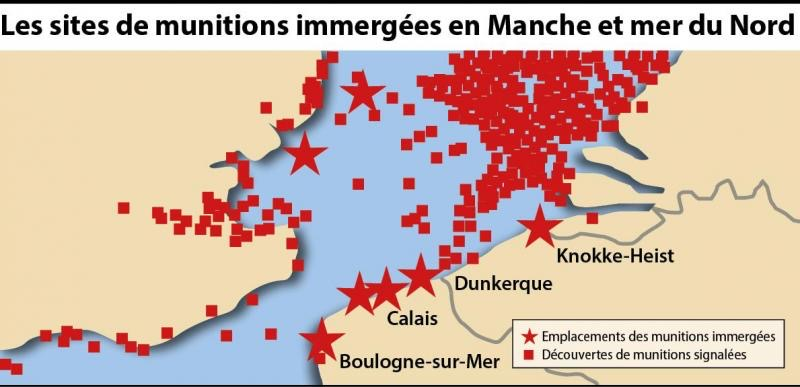 Les sites de munitions immergées en Manche et mer du Nord
Knokke-Heist
Dunkerque
Calais
Boulogne-sur-Mer
Emplacements des munitions immergées
Découvertes de munitions signalées